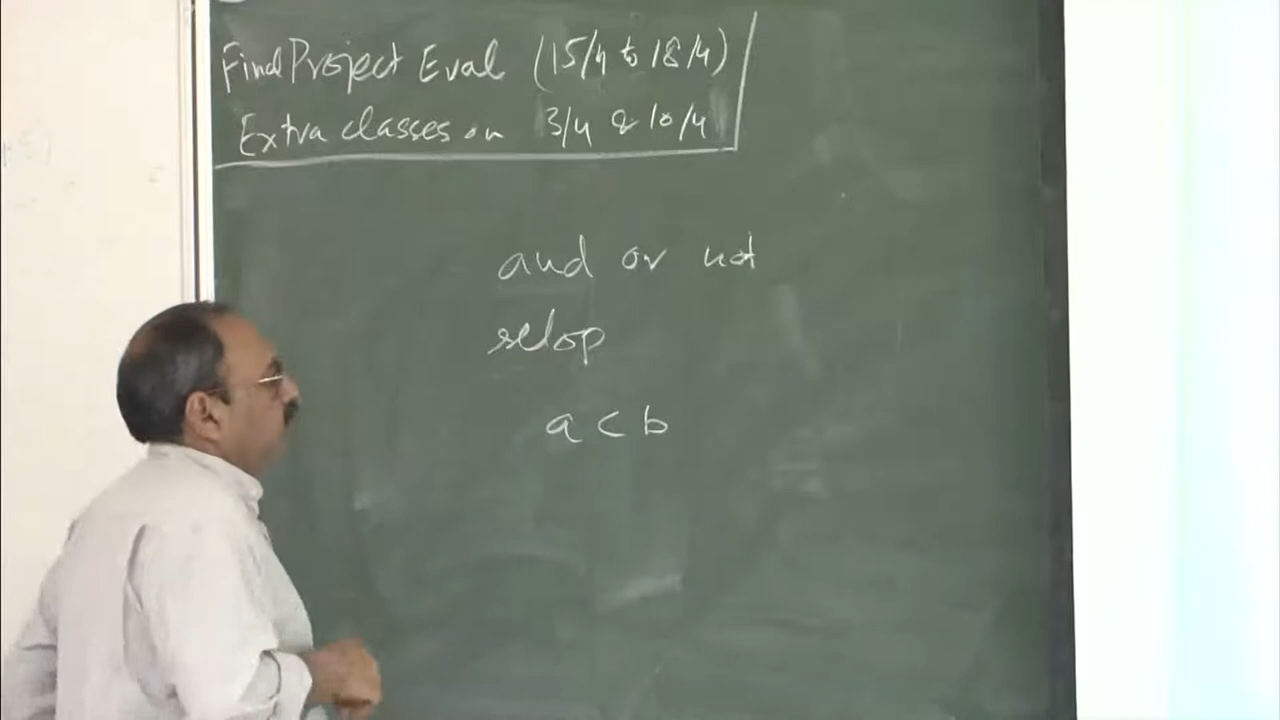 Final Project Eval (15/4 to 18/4)
Extra classes on 3/4 & 10/4
and or not
relop
a < b